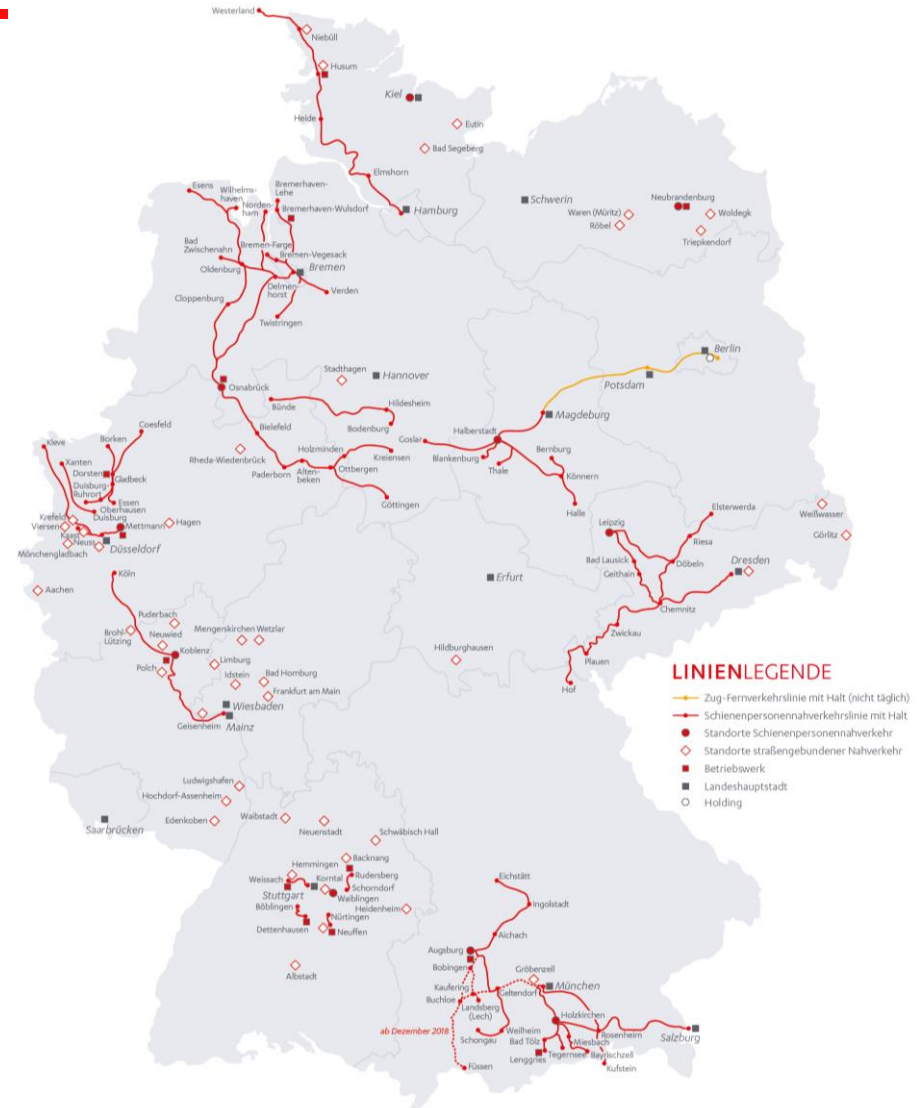 Westerland
Niebüll
Husum
Kiel
Eutin
Heide
Bad Segeberg
Elmshorn
Hamburg
Schwerin
Neubrandenburg
Waren (Müritz)
Woldegk
Röbel
Triepkendorf
Esens
Wilhelms-
haven
Norden-
ham
Bremerhaven-
Lehe
Bremerhaven-Wulsdorf
Bad
Zwischenahn
Bremen-Farge
Bremen-Vegesack
Oldenburg
Bremen
Delmen-
horst
Verden
Cloppenburg
Twistringen
Berlin
Potsdam
Stadthagen
Hannover
Osnabrück
Bünde
Hildesheim
Bodenburg
Magdeburg
Bielefeld
Holzminden
Goslar
Halberstadt
Kreiensen
Blankenburg
Thale
Bernburg
Könnern
Rheda-Wiedenbrück
Paderborn
Alten-
beken
Ottbergen
Göttingen
Halle
Kleve
Borken
Coesfeld
Xanten
Dorsten
Gladbeck
Duisburg-
Ruhrort
Essen
Oberhausen
Duisburg
Krefeld
Viersen
Mettmann
Hagen
Kaarst
Neuss
Düsseldorf
Mönchengladbach
Aachen
Köln
Elsterwerda
Weißwasser
Görlitz
Leipzig
Riesa
Bad Lausick
Döbeln
Dresden
Geithain
Chemnitz
Zwickau
Plauen
Hof
Erfurt
Puderbach
Brohl-
Lützing
Neuwied
Mengerskirchen
Wetzlar
Koblenz
Polch
Limburg
Idstein
Bad Homburg
Frankfurt am Main
Wiesbaden
Geisenheim
Mainz
Hildburghausen
LINIENLEGENDE
Zug-Fernverkehrslinie mit Halt (nicht täglich)
Schienenpersonennahverkehrslinie mit Halt
Standorte Schienenpersonennahverkehr
Standorte straßengebundener Nahverkehr
Betriebswerk
Landeshauptstadt
Holding
Ludwigshafen
Hochdorf-Assenheim
Edenkoben
Saarbrücken
Waibstadt
Neuenstadt
Schwäbisch Hall
Hemmingen
Backnang
Weissach
Korntal
Rudersberg
Stuttgart
Schorndorf
Waiblingen
Böblingen
Nürtingen
Heidenheim
Dettenhausen
Neuffen
Albstadt
Eichstätt
Ingolstadt
Aichach
Augsburg
Bobingen
Gröbenzell
Kaufering
Geltendorf
München
Buchloe
Landsberg
(Lech)
Holzkirchen
ab Dezember 2018
Schongau
Weilheim
Bad Tölz
Miesbach
Rosenheim
Salzburg
Lenggries
Tegernsee
Bayrischzell
Füssen
Kufstein